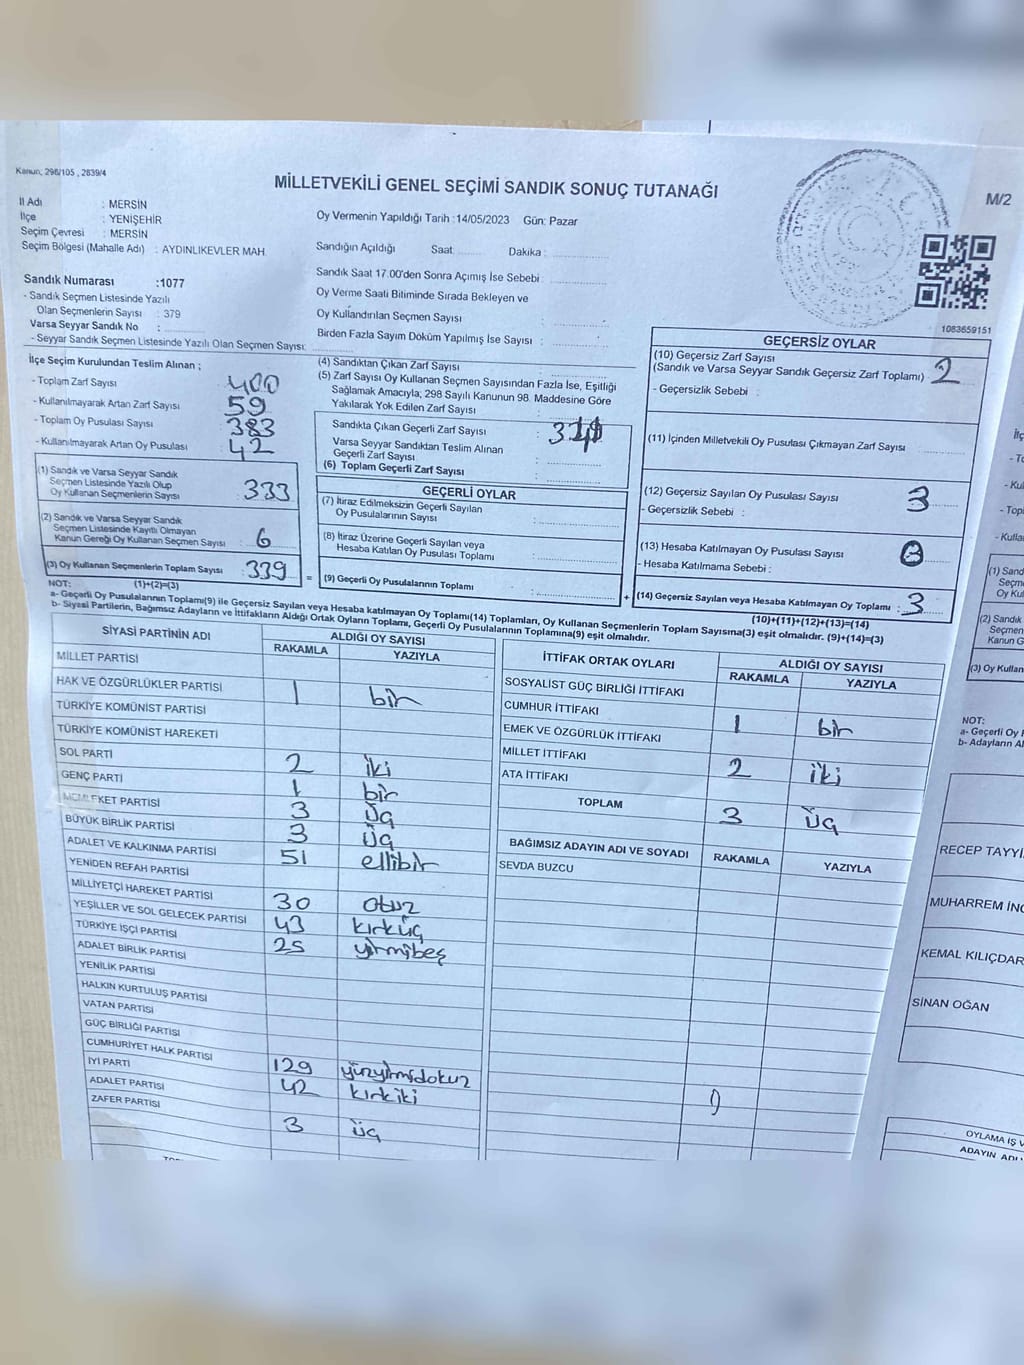 Kanun, 298/105 , 2839/4
MİLLETVEKİLİ GENEL SEÇİMİ SANDIK SONUÇ TUTANAĞI
M/2
İl Adı : MERSİN
İlçe : YENİŞEHİR
Seçim Çevresi : MERSİN
Seçim Bölgesi (Mahalle Adı) : AYDINLIKEVLER MAH.
Oy Vermenin Yapıldığı Tarih :14/05/2023 Gün: Pazar
Sandığın Açıldığı Saat Dakika :
Sandık Saat 17.00'den Sonra Açımış İse Sebebi :
Oy Verme Saati Bitiminde Sırada Bekleyen ve
Oy Kullandırılan Seçmen Sayısı :
Birden Fazla Sayım Döküm Yapılmış İse Sayısı :
1083659151
Sandık Numarası :1077
- Sandık Seçmen Listesinde Yazılı
Olan Seçmenlerin Sayısı : 379
Varsa Seyyar Sandık No :
- Seyyar Sandık Seçmen Listesinde Yazılı Olan Seçmen Sayısı:
İlçe Seçim Kurulundan Teslim Alınan ;
- Toplam Zarf Sayısı : 400
- Kullanılmayarak Artan Zarf Sayısı : 59
- Toplam Oy Pusulası Sayısı : 383
- Kullanılmayarak Artan Oy Pusulası : 42
(1) Sandık ve Varsa Seyyar Sandık
Seçmen Listesinde Yazılı Olup
Oy Kullanan Seçmenlerin Sayısı : 333
(2) Sandık ve Varsa Seyyar Sandık
Seçmen Listesinde Kayıtlı Olmayan
Kanun Gereği Oy Kullanan Seçmen Sayısı : 6
(3) Oy Kullanan Seçmenlerin Toplam Sayısı : 339
(4) Sandıktan Çıkan Zarf Sayısı :
(5) Zarf Sayısı Oy Kullanan Seçmen Sayısından Fazla İse, Eşitliği
Sağlamak Amacıyla, 298 Sayılı Kanunun 98. Maddesine Göre
Yakılarak Yok Edilen Zarf Sayısı :
Sandıkta Çıkan Geçerli Zarf Sayısı :
Varsa Seyyar Sandıktan Teslim Alınan
Geçerli Zarf Sayısı :
(6) Toplam Geçerli Zarf Sayısı
GEÇERLİ OYLAR
(7) İtiraz Edilmeksizin Geçerli Sayılan
Oy Pusulalarının Sayısı :
(8) İtiraz Üzerine Geçerli Sayılan veya
Hesaba Katılan Oy Pusulası Toplamı :
= (9) Geçerli Oy Pusulalarının Toplamı : +
GEÇERSİZ OYLAR
(10) Geçersiz Zarf Sayısı
(Sandık ve Varsa Seyyar Sandık Geçersiz Zarf Toplamı) : 2
- Geçersizlik Sebebi :
(11) İçinden Milletvekili Oy Pusulası Çıkmayan Zarf Sayısı :
(12) Geçersiz Sayılan Oy Pusulası Sayısı : 3
- Geçersizlik Sebebi :
(13) Hesaba Katılmayan Oy Pusulası Sayısı :
- Hesaba Katılmama Sebebi :
(14) Geçersiz Sayılan veya Hesaba Katılmayan Oy Toplamı : 3
NOT: (1)+(2)=(3) (10)+(11)+(12)+(13)=(14)
a- Geçerli Oy Pusulalarının Toplamı(9) ile Geçersiz Sayılan veya Hesaba katılmayan Oy Toplamı(14) Toplamları, Oy Kullanan Seçmenlerin Toplam Sayısıma(3) eşit olmalıdır. (9)+(14)=(3)
b- Siyasi Partilerin, Bağımsız Adayların ve İttifakların Aldığı Ortak Oyların Toplamı, Geçerli Oy Pusulalarının Toplamına(9) eşit olmalıdır.
SİYASİ PARTİNİN ADI ALDIĞI OY SAYISI
RAKAMLA YAZIYLA
MİLLET PARTİSİ
HAK VE ÖZGÜRLÜKLER PARTİSİ 1 bir
TÜRKİYE KOMÜNİST PARTİSİ
TÜRKİYE KOMÜNİST HAREKETİ
SOL PARTİ 2 iki
GENÇ PARTİ 1 bir
MEMLEKET PARTİSİ 3 üç
BÜYÜK BİRLİK PARTİSİ 3 üç
ADALET VE KALKINMA PARTİSİ 51 ellibir
YENİDEN REFAH PARTİSİ
MİLLİYETÇİ HAREKET PARTİSİ 30 otuz
YEŞİLLER VE SOL GELECEK PARTİSİ 43 kırküç
TÜRKİYE İŞÇİ PARTİSİ 25 yirmibeş
ADALET BİRLİK PARTİSİ
YENİLİK PARTİSİ
HALKIN KURTULUŞ PARTİSİ
VATAN PARTİSİ
GÜÇ BİRLİĞİ PARTİSİ
CUMHURİYET HALK PARTİSİ 129 yüzyirmidokuz
İYİ PARTİ 42 kırkiki
ADALET PARTİSİ
ZAFER PARTİSİ 3 üç
İTTİFAK ORTAK OYLARI ALDIĞI OY SAYISI
RAKAMLA YAZIYLA
SOSYALİST GÜÇ BİRLİĞİ İTTİFAKI
CUMHUR İTTİFAKI 1 bir
EMEK VE ÖZGÜRLÜK İTTİFAKI
MİLLET İTTİFAKI 2 iki
ATA İTTİFAKI
TOPLAM 3 üç
BAĞIMSIZ ADAYIN ADI VE SOYADI RAKAMLA YAZIYLA
SEVDA BUZCU
(1) Sand
(2) Sandık
Seçmen
Kanun G
(3) Oy Kullan
NOT:
a- Geçerli Oy
b- Adayların
RECEP TAYYİ
MUHARREM İNC
KEMAL KILIÇDAR
SİNAN OĞAN
OYLAMA İŞ V
ADAYIN ADI